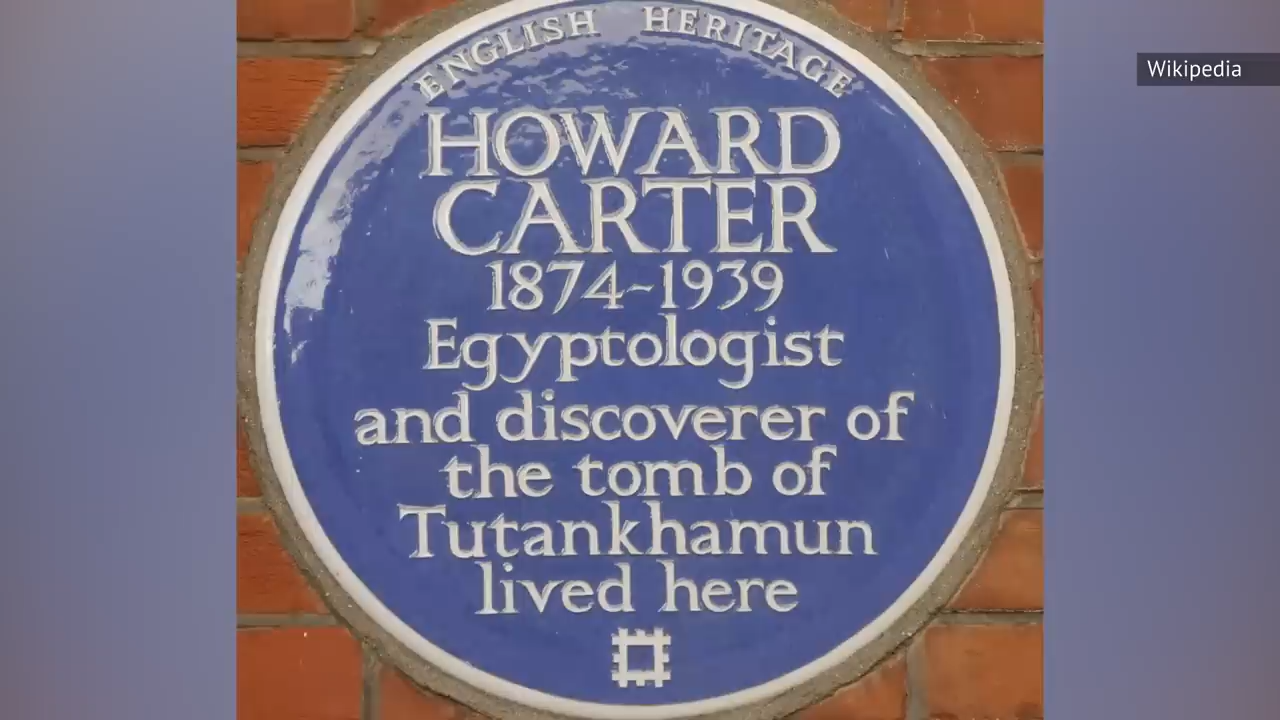 ENGLISH HERITAGE
Wikipedia
HOWARD
CARTER
1874-1939
Egyptologist
and discoverer of
the tomb of
Tutankhamun
lived here